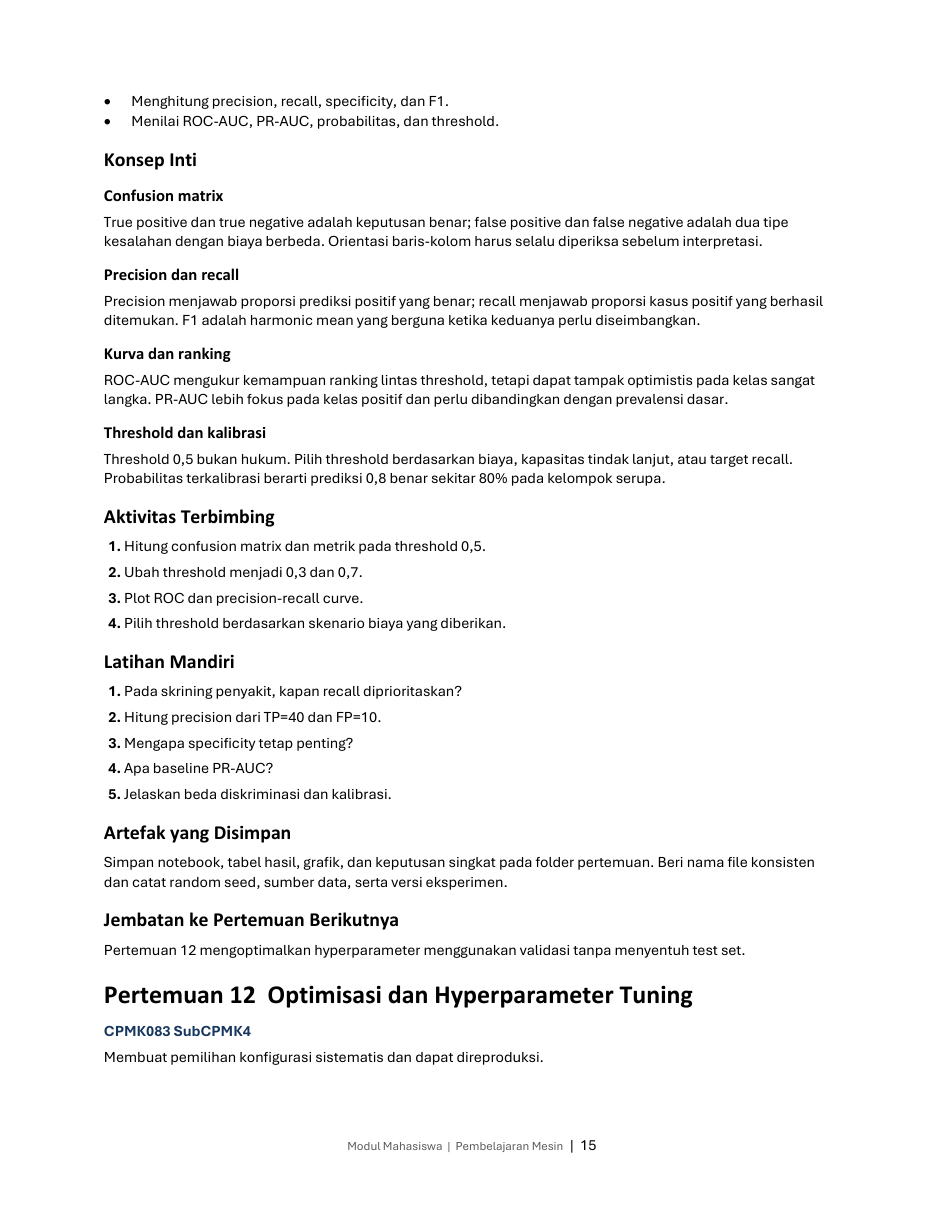 • Menghitung precision, recall, specificity, dan F1.
• Menilai ROC-AUC, PR-AUC, probabilitas, dan threshold.
Konsep Inti
Confusion matrix
True positive dan true negative adalah keputusan benar; false positive dan false negative adalah dua tipe
kesalahan dengan biaya berbeda. Orientasi baris-kolom harus selalu diperiksa sebelum interpretasi.
Precision dan recall
Precision menjawab proporsi prediksi positif yang benar; recall menjawab proporsi kasus positif yang berhasil
ditemukan. F1 adalah harmonic mean yang berguna ketika keduanya perlu diseimbangkan.
Kurva dan ranking
ROC-AUC mengukur kemampuan ranking lintas threshold, tetapi dapat tampak optimistis pada kelas sangat
langka. PR-AUC lebih fokus pada kelas positif dan perlu dibandingkan dengan prevalensi dasar.
Threshold dan kalibrasi
Threshold 0,5 bukan hukum. Pilih threshold berdasarkan biaya, kapasitas tindak lanjut, atau target recall.
Probabilitas terkalibrasi berarti prediksi 0,8 benar sekitar 80% pada kelompok serupa.
Aktivitas Terbimbing
1. Hitung confusion matrix dan metrik pada threshold 0,5.
2. Ubah threshold menjadi 0,3 dan 0,7.
3. Plot ROC dan precision-recall curve.
4. Pilih threshold berdasarkan skenario biaya yang diberikan.
Latihan Mandiri
1. Pada skrining penyakit, kapan recall diprioritaskan?
2. Hitung precision dari TP=40 dan FP=10.
3. Mengapa specificity tetap penting?
4. Apa baseline PR-AUC?
5. Jelaskan beda diskriminasi dan kalibrasi.
Artefak yang Disimpan
Simpan notebook, tabel hasil, grafik, dan keputusan singkat pada folder pertemuan. Beri nama file konsisten
dan catat random seed, sumber data, serta versi eksperimen.
Jembatan ke Pertemuan Berikutnya
Pertemuan 12 mengoptimalkan hyperparameter menggunakan validasi tanpa menyentuh test set.
Pertemuan 12  Optimisasi dan Hyperparameter Tuning
CPMK083 SubCPMK4
Membuat pemilihan konfigurasi sistematis dan dapat direproduksi.
Modul Mahasiswa | Pembelajaran Mesin | 15